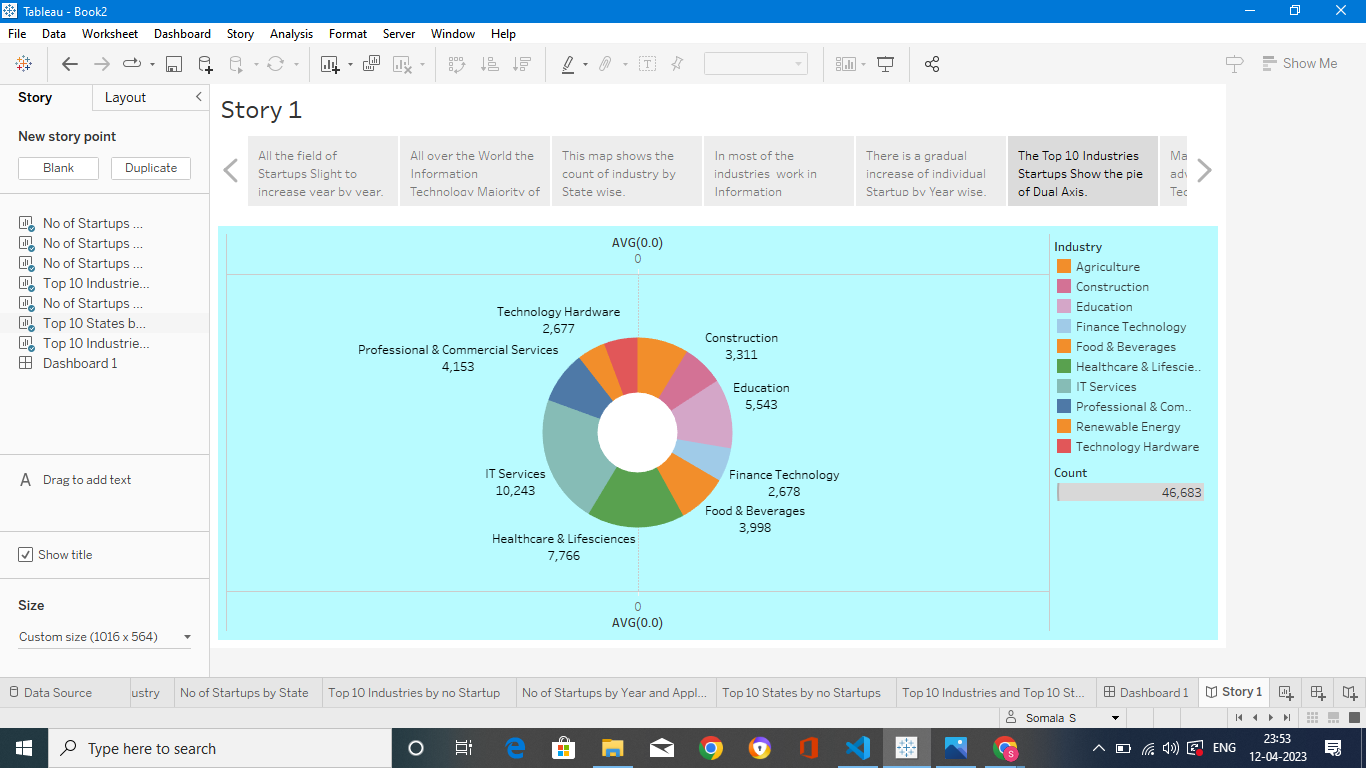 Tableau - Book2
File Data Worksheet Dashboard Story Analysis Format Server Window Help
Show Me
Story Layout
New story point
Blank Duplicate
No of Startups ...
No of Startups ...
No of Startups ...
Top 10 Industrie...
No of Startups ...
Top 10 States b...
Top 10 Industrie...
Dashboard 1
A Drag to add text
Show title
Size
Custom size (1016 x 564)
Story 1
All the field of
Startups Slight to
increase year by year.
All over the World the
Information
Technology Majority of
This map shows the
count of industry by
State wise.
In most of the
industries work in
Information
There is a gradual
increase of individual
Startup by Year wise.
The Top 10 Industries
Startups Show the pie
of Dual Axis.
Ma
adv
Tec
AVG(0.0)
0
Technology Hardware
2,677
Professional & Commercial Services
4,153
Construction
3,311
Education
5,543
IT Services
10,243
Finance Technology
2,678
Food & Beverages
3,998
Healthcare & Lifesciences
7,766
0
AVG(0.0)
Industry
Agriculture
Construction
Education
Finance Technology
Food & Beverages
Healthcare & Lifescie..
IT Services
Professional & Com..
Renewable Energy
Technology Hardware
Count
46,683
Data Source ustry No of Startups by State Top 10 Industries by no Startup No of Startups by Year and Appl... Top 10 States by no Startups Top 10 Industries and Top 10 St... Dashboard 1 Story 1
Somala S
Type here to search
S
ENG
23:53
12-04-2023